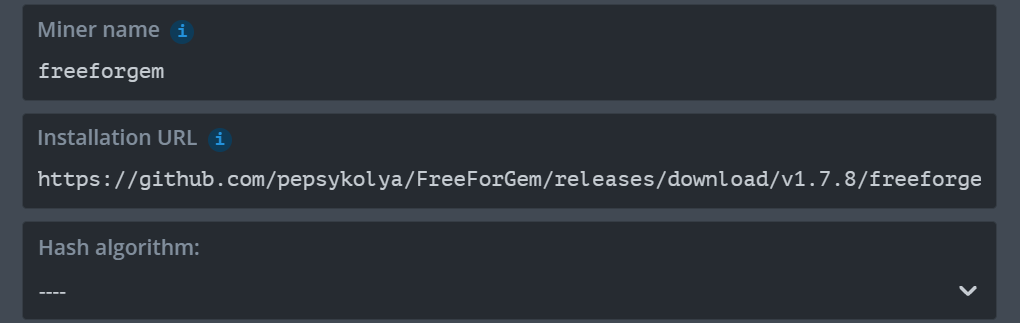 Miner name i
freeforgem
Installation URL i
https://github.com/pepsykolya/FreeForGem/releases/download/v1.7.8/freeforge
Hash algorithm:
----